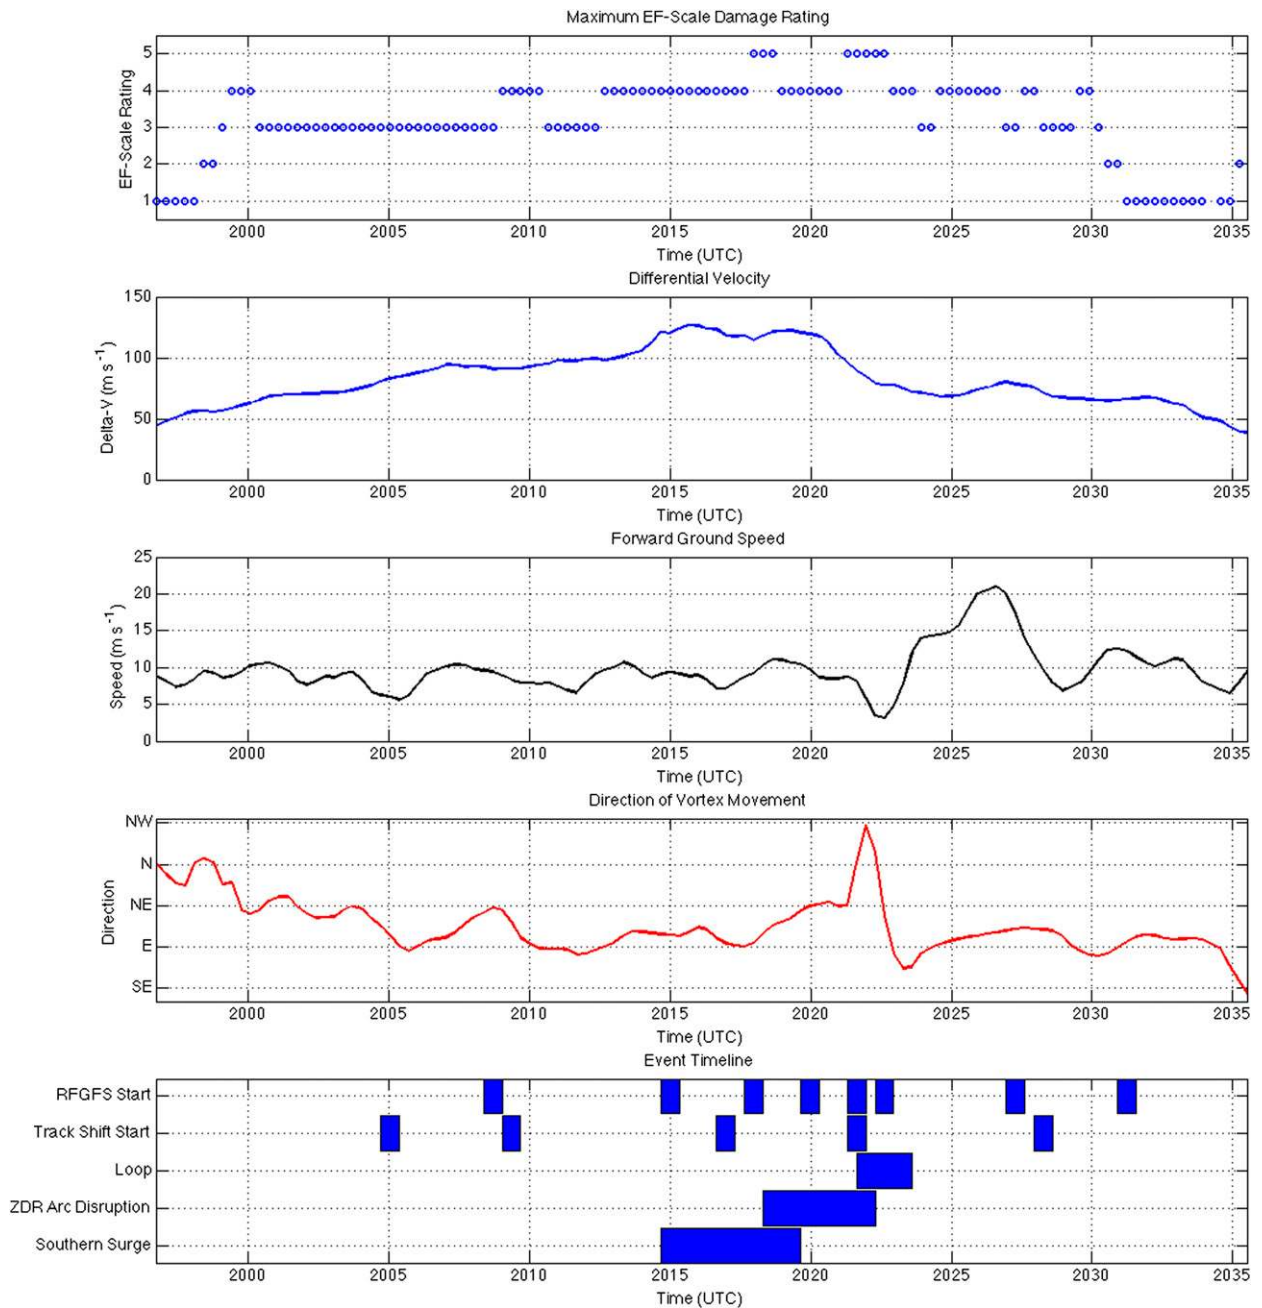 Maximum EF-Scale Damage Rating
EF-Scale Rating
5
4
3
2
1
2000 2005 2010 2015 2020 2025 2030 2035
Time (UTC)
Differential Velocity
Delta-V (m s⁻¹)
150
100
50
0
2000 2005 2010 2015 2020 2025 2030 2035
Time (UTC)
Forward Ground Speed
Speed (m s⁻¹)
25
20
15
10
5
0
2000 2005 2010 2015 2020 2025 2030 2035
Time (UTC)
Direction of Vortex Movement
Direction
NW
N
NE
E
SE
2000 2005 2010 2015 2020 2025 2030 2035
Time (UTC)
Event Timeline
RFGFS Start
Track Shift Start
Loop
ZDR Arc Disruption
Southern Surge
2000 2005 2010 2015 2020 2025 2030 2035
Time (UTC)